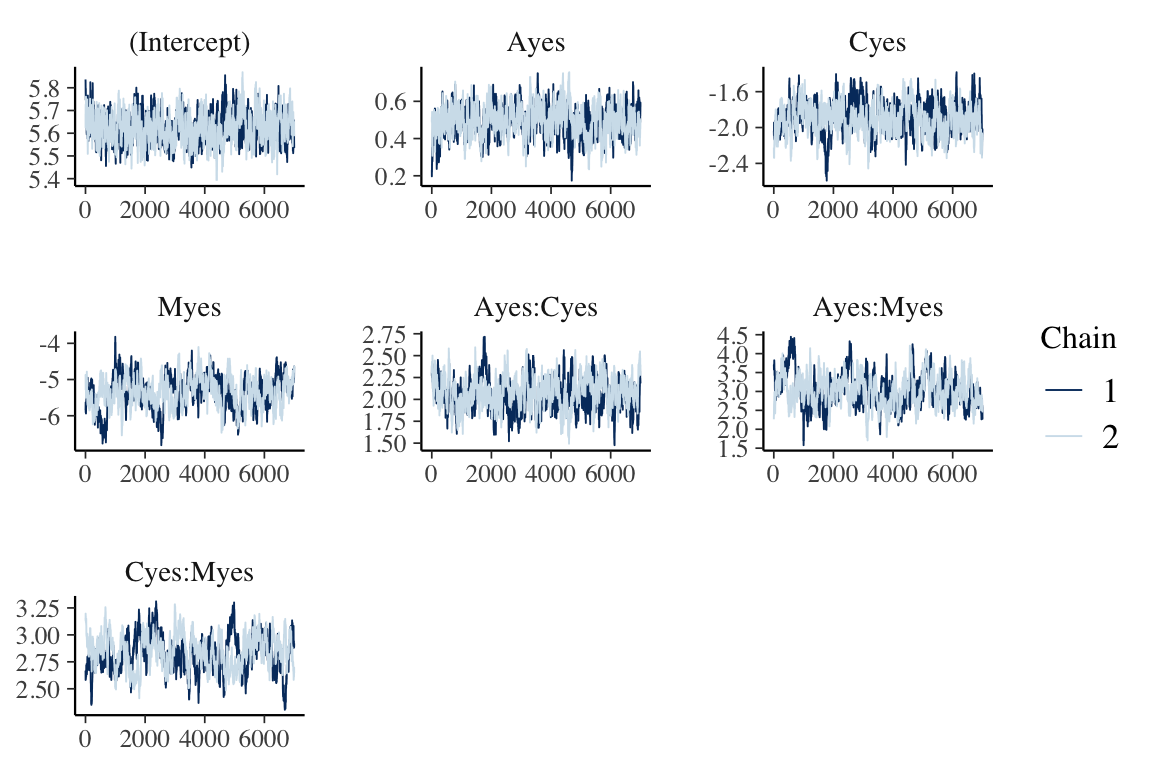 (Intercept) Ayes Cyes
5.8 5.7 5.6 5.5 5.4
0.6 0.4 0.2
-1.6 -2.0 -2.4
0 2000 4000 6000 0 2000 4000 6000 0 2000 4000 6000
Myes Ayes:Cyes Ayes:Myes
-4 -5 -6
2.75 2.50 2.25 2.00 1.75 1.50
4.5 4.0 3.5 3.0 2.5 2.0 1.5
0 2000 4000 6000 0 2000 4000 6000 0 2000 4000 6000
Chain
1
2
Cyes:Myes
3.25 3.00 2.75 2.50
0 2000 4000 6000